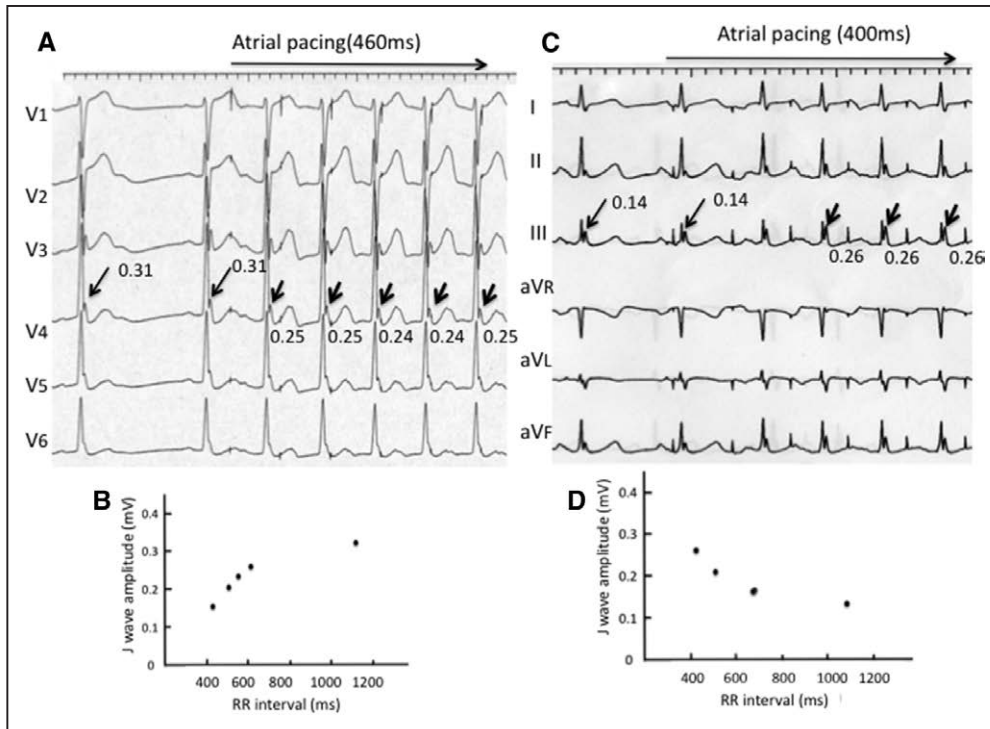 A
Atrial pacing(460ms)
V1
V2
V3
0.31
0.31
V4
0.25 0.25 0.24 0.24 0.25
V5
V6
B
J wave amplitude (mV)
0.4
0.3
0.2
0.1
0
400 600 800 1000 1200
RR interval (ms)
C
Atrial pacing (400ms)
I
II
0.14 0.14
III
0.26 0.26 0.26
aVR
aVL
aVF
D
J wave amplitude (mV)
0.4
0.3
0.2
0.1
0
400 600 800 1000 1200
RR interval (ms)